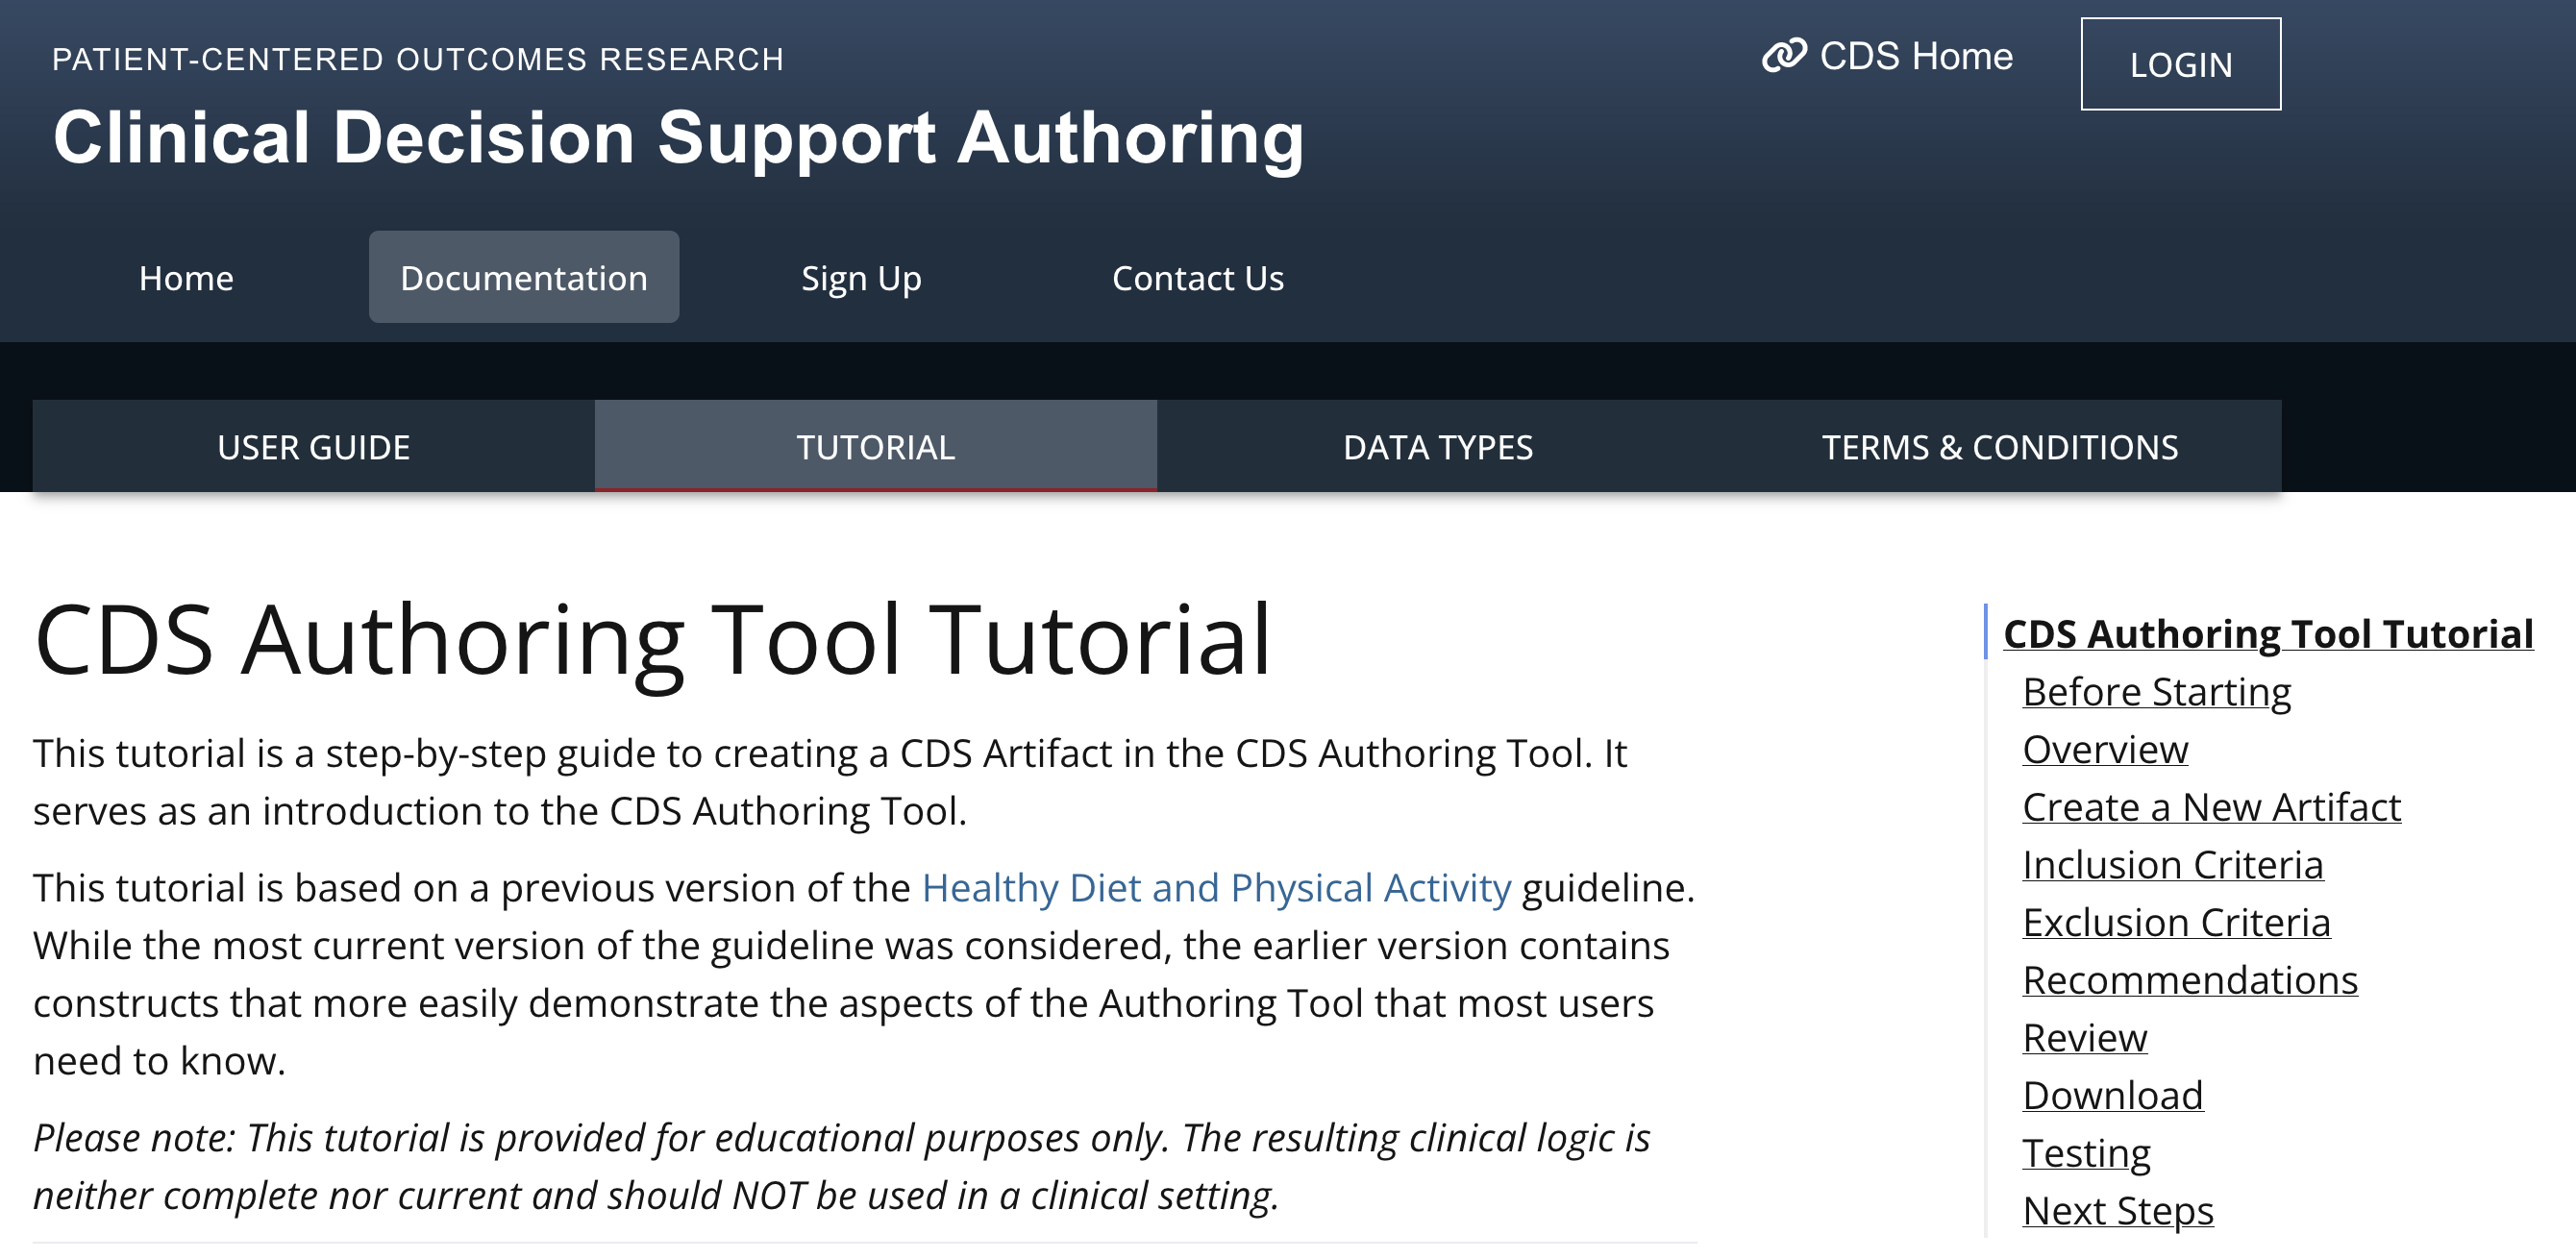 PATIENT-CENTERED OUTCOMES RESEARCH
CDS Home
LOGIN
Clinical Decision Support Authoring
Home
Documentation
Sign Up
Contact Us
USER GUIDE
TUTORIAL
DATA TYPES
TERMS & CONDITIONS
CDS Authoring Tool Tutorial
This tutorial is a step-by-step guide to creating a CDS Artifact in the CDS Authoring Tool. It
serves as an introduction to the CDS Authoring Tool.
This tutorial is based on a previous version of the Healthy Diet and Physical Activity guideline.
While the most current version of the guideline was considered, the earlier version contains
constructs that more easily demonstrate the aspects of the Authoring Tool that most users
need to know.
Please note: This tutorial is provided for educational purposes only. The resulting clinical logic is
neither complete nor current and should NOT be used in a clinical setting.
CDS Authoring Tool Tutorial
Before Starting
Overview
Create a New Artifact
Inclusion Criteria
Exclusion Criteria
Recommendations
Review
Download
Testing
Next Steps